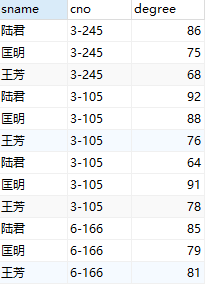 sname cno degree
陆君 3-245 86
匡明 3-245 75
王芳 3-245 68
陆君 3-105 92
匡明 3-105 88
王芳 3-105 76
陆君 3-105 64
匡明 3-105 91
王芳 3-105 78
陆君 6-166 85
匡明 6-166 79
王芳 6-166 81